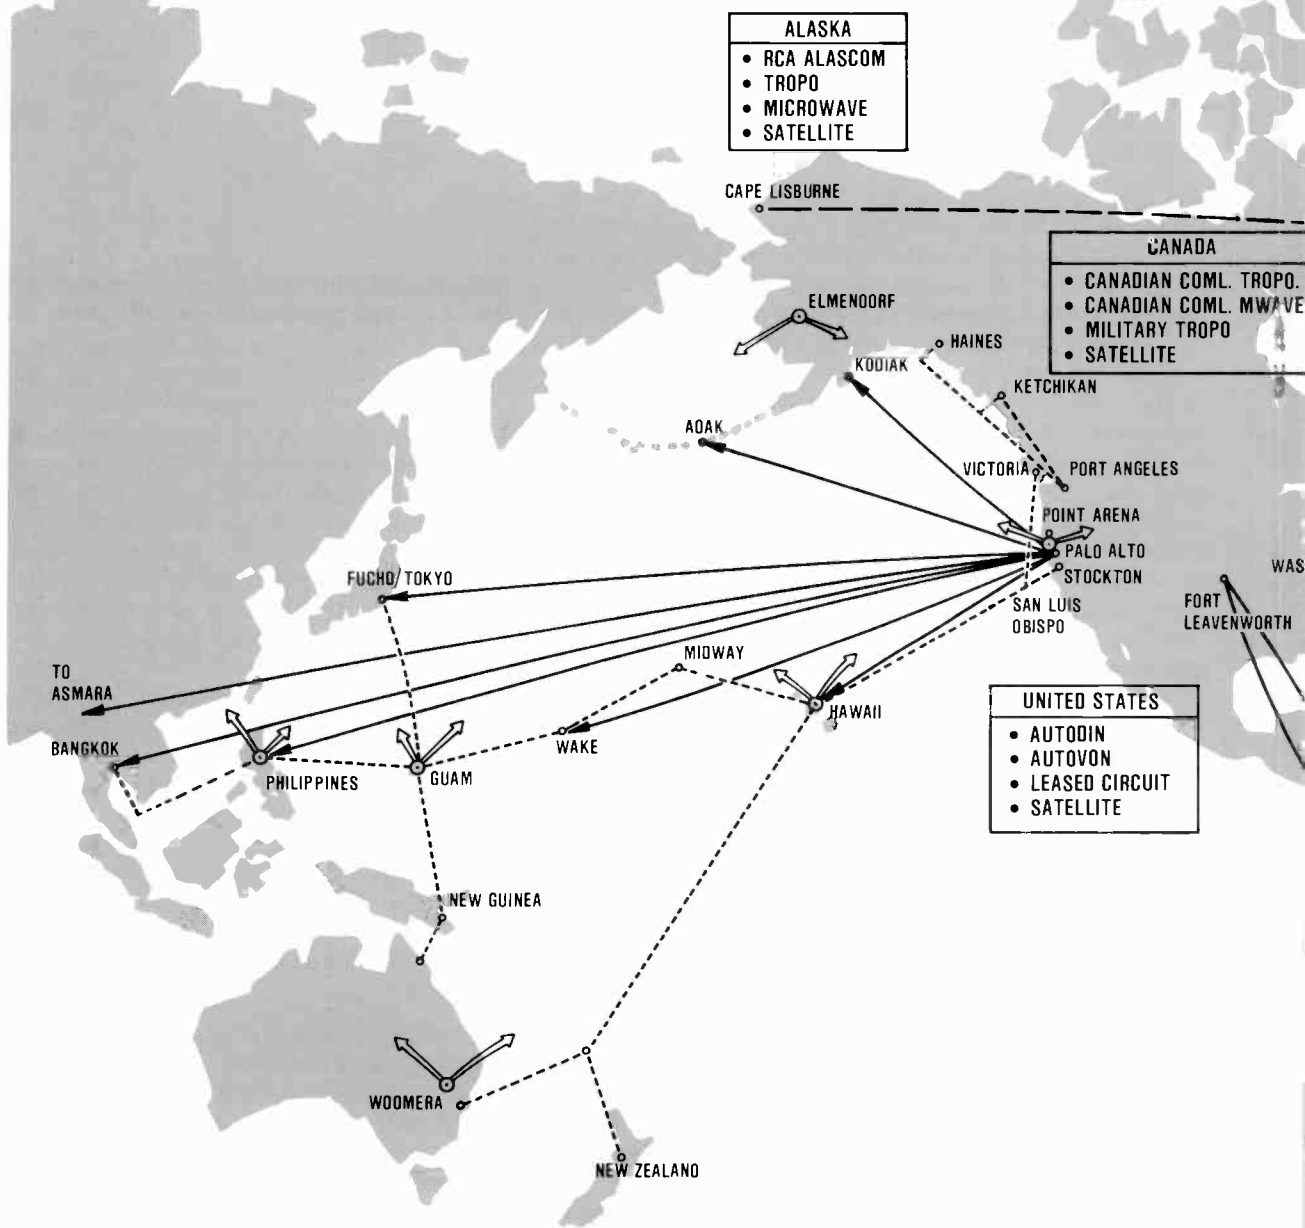 ALASKA
• RCA ALASCOM
• TROPO
• MICROWAVE
• SATELLITE
CAPE LISBURNE
CANADA
• CANADIAN COML. TROPO.
• CANADIAN COML. MWAVE
• MILITARY TROPO
• SATELLITE
ELMENDORF
HAINES
KODIAK
KETCHIKAN
AOAK
VICTORIA
PORT ANGELES
POINT ARENA
PALO ALTO
STOCKTON
WAS
FUCHO/TOKYO
SAN LUIS
OBISPO
FORT
LEAVENWORTH
MIDWAY
TO
ASMARA
HAWAII
UNITED STATES
• AUTODIN
• AUTOVON
• LEASED CIRCUIT
• SATELLITE
BANGKOK
WAKE
PHILIPPINES
GUAM
NEW GUINEA
WOOMERA
NEW ZEALANO